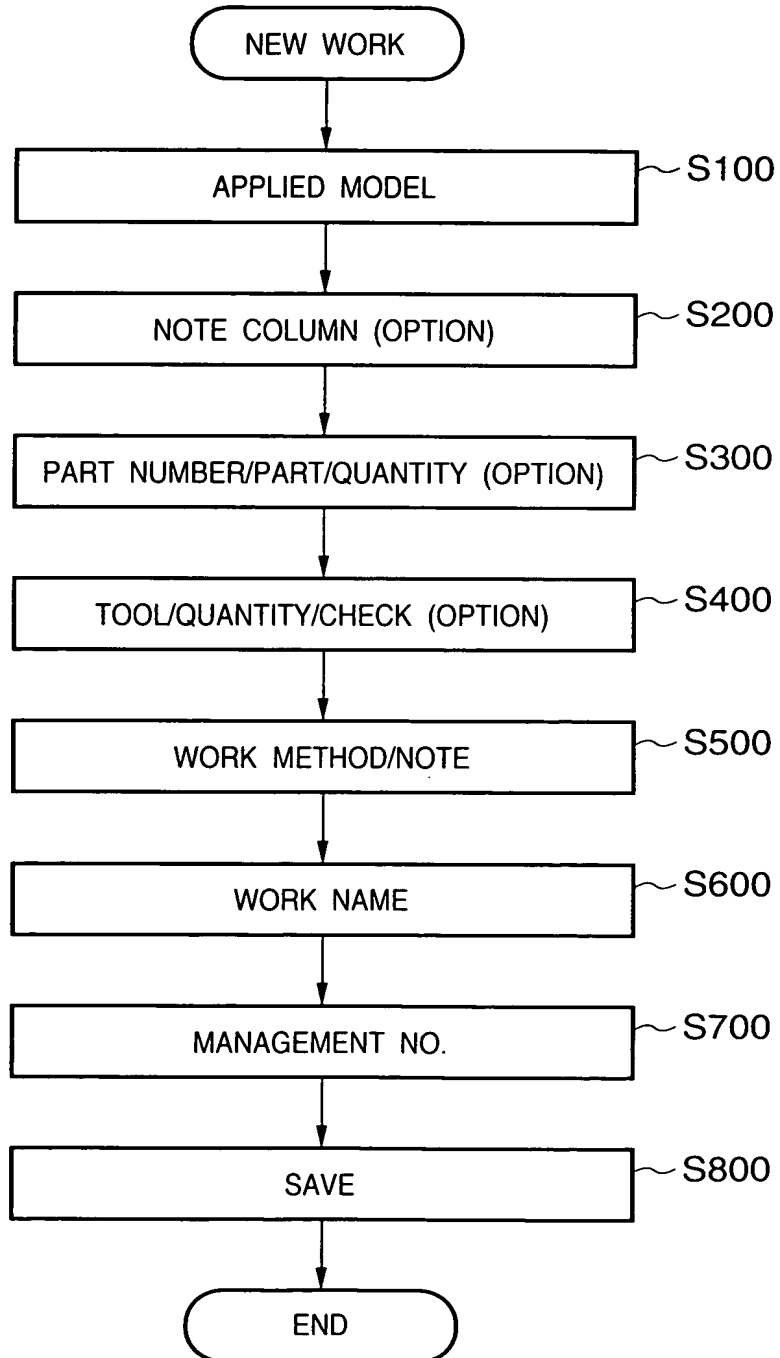 NEW WORK
APPLIED MODEL S100
NOTE COLUMN (OPTION) S200
PART NUMBER/PART/QUANTITY (OPTION) S300
TOOL/QUANTITY/CHECK (OPTION) S400
WORK METHOD/NOTE S500
WORK NAME S600
MANAGEMENT NO. S700
SAVE S800
END